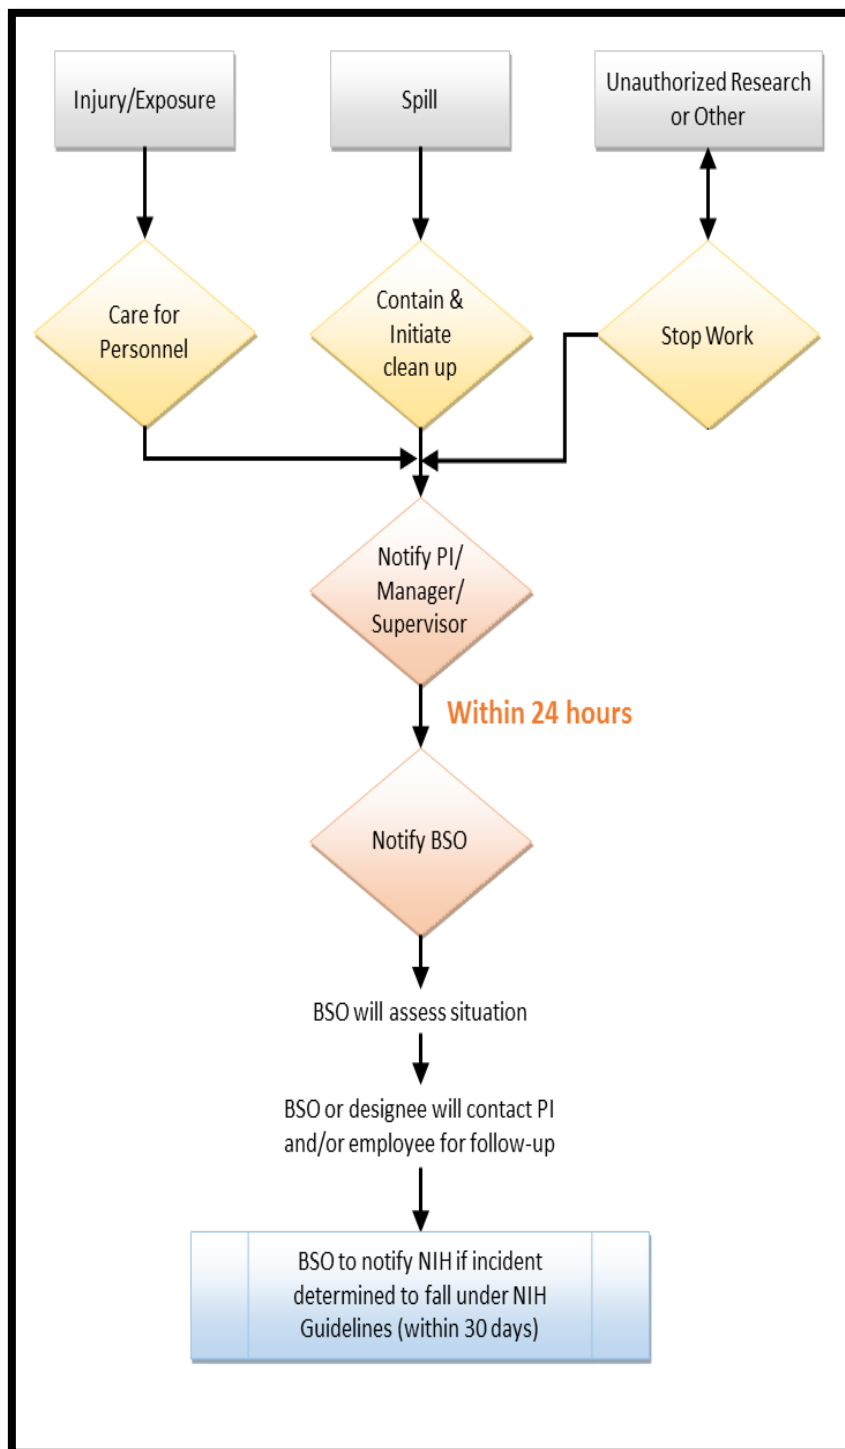 Injury/Exposure
Spill
Unauthorized Research
or Other
Care for
Personnel
Contain &
Initiate
clean up
Stop Work
Notify PI/
Manager/
Supervisor
Within 24 hours
Notify BSO
BSO will assess situation
BSO or designee will contact PI
and/or employee for follow-up
BSO to notify NIH if incident
determined to fall under NIH
Guidelines (within 30 days)